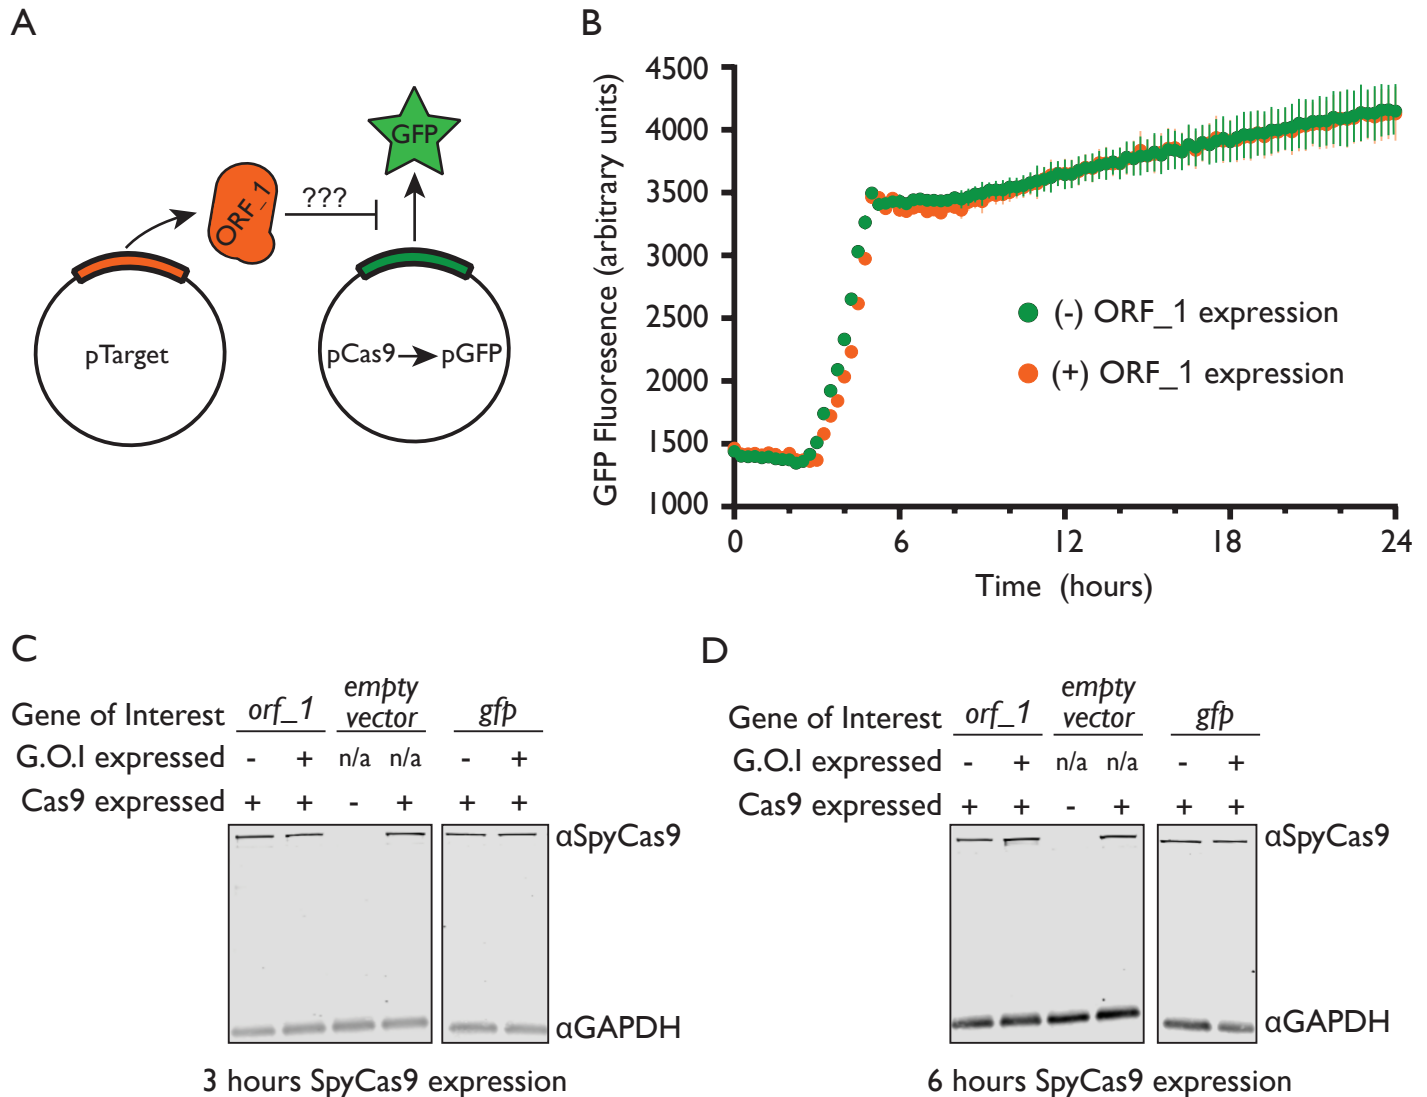 A
GFP
ORF_1
???
pTarget
pCas9 pGFP
B
GFP Fluoresence (arbitrary units)
4500
4000
3500
3000
2500
2000
1500
1000
0 6 12 18 24
Time (hours)
(-) ORF_1 expression
(+) ORF_1 expression
C
Gene of Interest orf_1 empty vector gfp
G.O.I expressed - + n/a n/a - +
Cas9 expressed + + - + + +
αSpyCas9
αGAPDH
3 hours SpyCas9 expression
D
Gene of Interest orf_1 empty vector gfp
G.O.I expressed - + n/a n/a - +
Cas9 expressed + + - + + +
αSpyCas9
αGAPDH
6 hours SpyCas9 expression